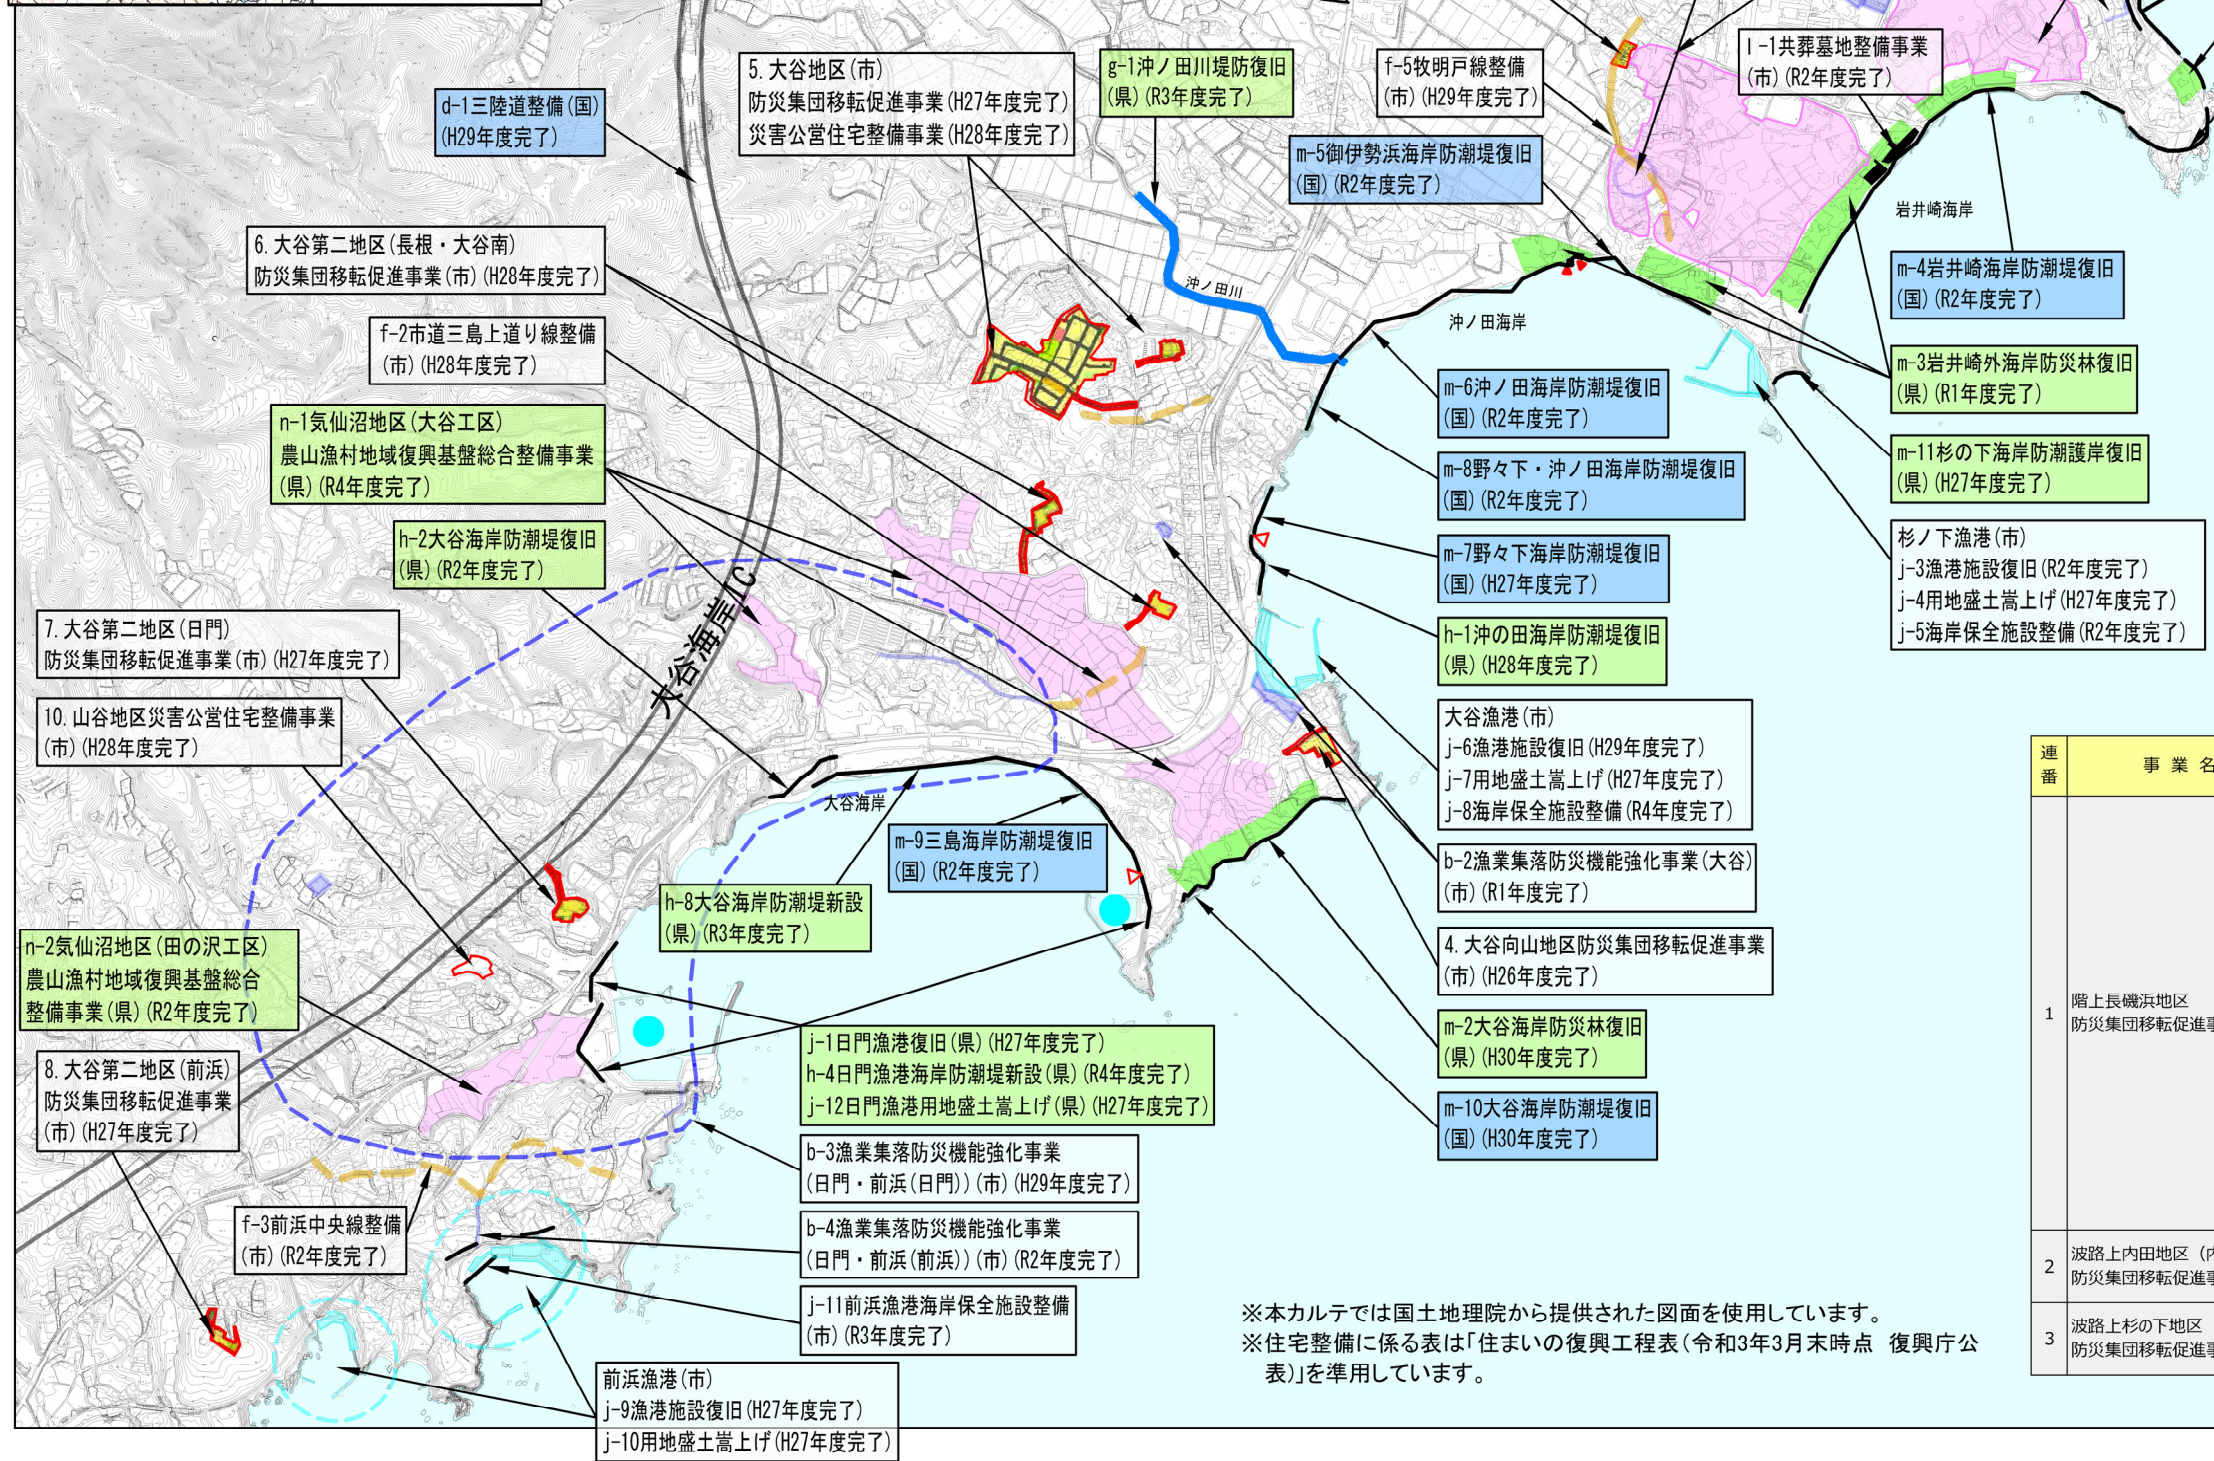 5. 大谷地区(市)
防災集団移転促進事業(H27年度完了)
災害公営住宅整備事業(H28年度完了)
g-1沖ノ田川堤防復旧
(県)(R3年度完了)
f-5牧明戸線整備
(市)(H29年度完了)
l-1共葬墓地整備事業
(市)(R2年度完了)
d-1三陸道整備(国)
(H29年度完了)
m-5御伊勢浜海岸防潮堤復旧
(国)(R2年度完了)
岩井崎海岸
6. 大谷第二地区(長根・大谷南)
防災集団移転促進事業(市)(H28年度完了)
m-4岩井崎海岸防潮堤復旧
(国)(R2年度完了)
沖ノ田川
沖ノ田海岸
f-2市道三島上道り線整備
(市)(H28年度完了)
m-3岩井崎外海岸防災林復旧
(県)(R1年度完了)
m-6沖ノ田海岸防潮堤復旧
(国)(R2年度完了)
n-1気仙沼地区(大谷工区)
農山漁村地域復興基盤総合整備事業
(県)(R4年度完了)
m-11杉の下海岸防潮護岸復旧
(県)(H27年度完了)
m-8野々下・沖ノ田海岸防潮堤復旧
(国)(R2年度完了)
h-2大谷海岸防潮堤復旧
(県)(R2年度完了)
m-7野々下海岸防潮堤復旧
(国)(H27年度完了)
杉ノ下漁港(市)
j-3漁港施設復旧(R2年度完了)
j-4用地盛土嵩上げ(H27年度完了)
j-5海岸保全施設整備(R2年度完了)
大谷海岸IC
7. 大谷第二地区(日門)
防災集団移転促進事業(市)(H27年度完了)
h-1沖の田海岸防潮堤復旧
(県)(H28年度完了)
10. 山谷地区災害公営住宅整備事業
(市)(H28年度完了)
大谷漁港(市)
j-6漁港施設復旧(H29年度完了)
j-7用地盛土嵩上げ(H27年度完了)
j-8海岸保全施設整備(R4年度完了)
大谷海岸
m-9三島海岸防潮堤復旧
(国)(R2年度完了)
b-2漁業集落防災機能強化事業(大谷)
(市)(R1年度完了)
h-8大谷海岸防潮堤新設
(県)(R3年度完了)
n-2気仙沼地区(田の沢工区)
農山漁村地域復興基盤総合
整備事業(県)(R2年度完了)
4. 大谷向山地区防災集団移転促進事業
(市)(H26年度完了)
m-2大谷海岸防災林復旧
(県)(H30年度完了)
j-1日門漁港復旧(県)(H27年度完了)
h-4日門漁港海岸防潮堤新設(県)(R4年度完了)
j-12日門漁港用地盛土嵩上げ(県)(H27年度完了)
8. 大谷第二地区(前浜)
防災集団移転促進事業
(市)(H27年度完了)
m-10大谷海岸防潮堤復旧
(国)(H30年度完了)
b-3漁業集落防災機能強化事業
(日門・前浜(日門))(市)(H29年度完了)
f-3前浜中央線整備
(市)(R2年度完了)
b-4漁業集落防災機能強化事業
(日門・前浜(前浜))(市)(R2年度完了)
j-11前浜漁港海岸保全施設整備
(市)(R3年度完了)
前浜漁港(市)
j-9漁港施設復旧(H27年度完了)
j-10用地盛土嵩上げ(H27年度完了)
※本カルテでは国土地理院から提供された図面を使用しています。
※住宅整備に係る表は「住まいの復興工程表(令和3年3月末時点 復興庁公
表)」を準用しています。
連番 事業名
1 階上長磯浜地区
防災集団移転促進事
2 波路上内田地区(内
防災集団移転促進事
3 波路上杉の下地区
防災集団移転促進事